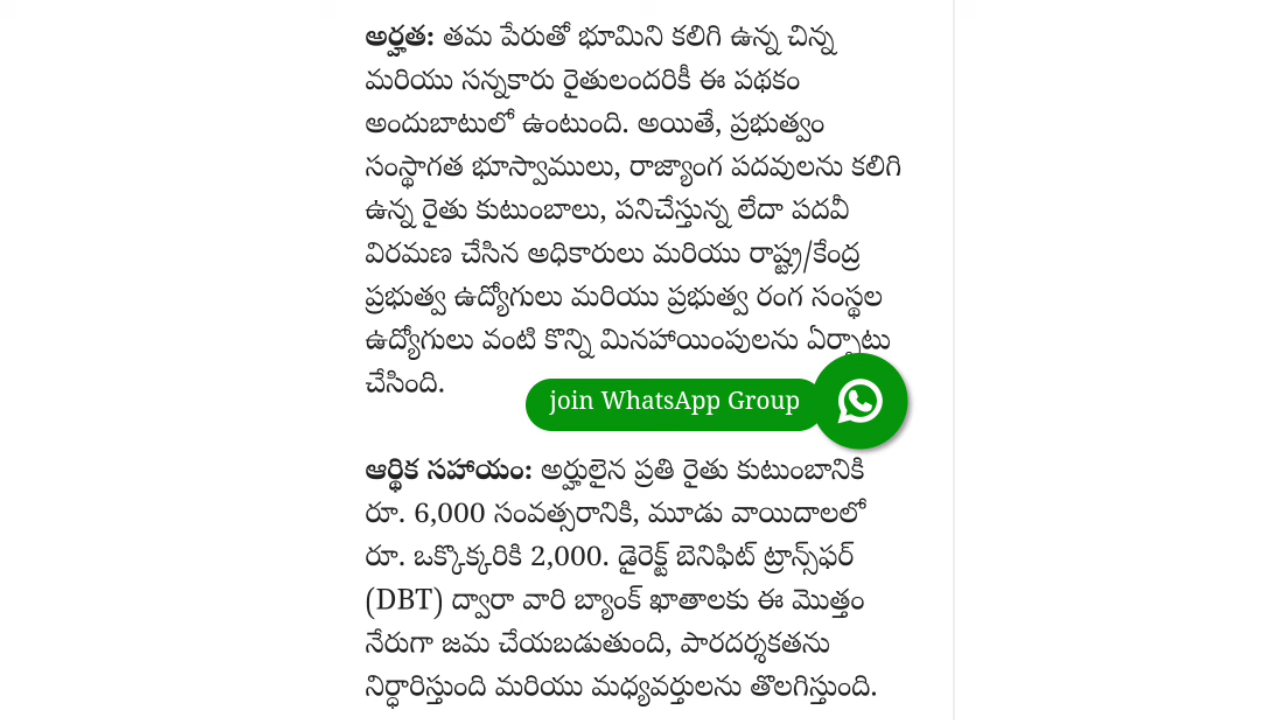 అర్హత: తమ పేరుతో భూమిని కలిగి ఉన్న చిన్న
మరియు సన్నకారు రైతులందరికీ ఈ పథకం
అందుబాటులో ఉంటుంది. అయితే, ప్రభుత్వం
సంస్థాగత భూస్వాములు, రాజ్యాంగ పదవులను కలిగి
ఉన్న రైతు కుటుంబాలు, పనిచేస్తున్న లేదా పదవీ
విరమణ చేసిన అధికారులు మరియు రాష్ట్ర/కేంద్ర
ప్రభుత్వ ఉద్యోగులు మరియు ప్రభుత్వ రంగ సంస్థల
ఉద్యోగులు వంటి కొన్ని మినహాయింపులను ఏర్పాటు
చేసింది.
join WhatsApp Group
ఆర్థిక సహాయం: అర్హులైన ప్రతి రైతు కుటుంబానికి
రూ. 6,000 సంవత్సరానికి, మూడు వాయిదాలలో
రూ. ఒక్కొక్కరికి 2,000. డైరెక్ట్ బెనిఫిట్ ట్రాన్స్‌ఫర్
(DBT) ద్వారా వారి బ్యాంక్ ఖాతాలకు ఈ మొత్తం
నేరుగా జమ చేయబడుతుంది, పారదర్శకతను
నిర్ధారిస్తుంది మరియు మధ్యవర్తులను తొలగిస్తుంది.